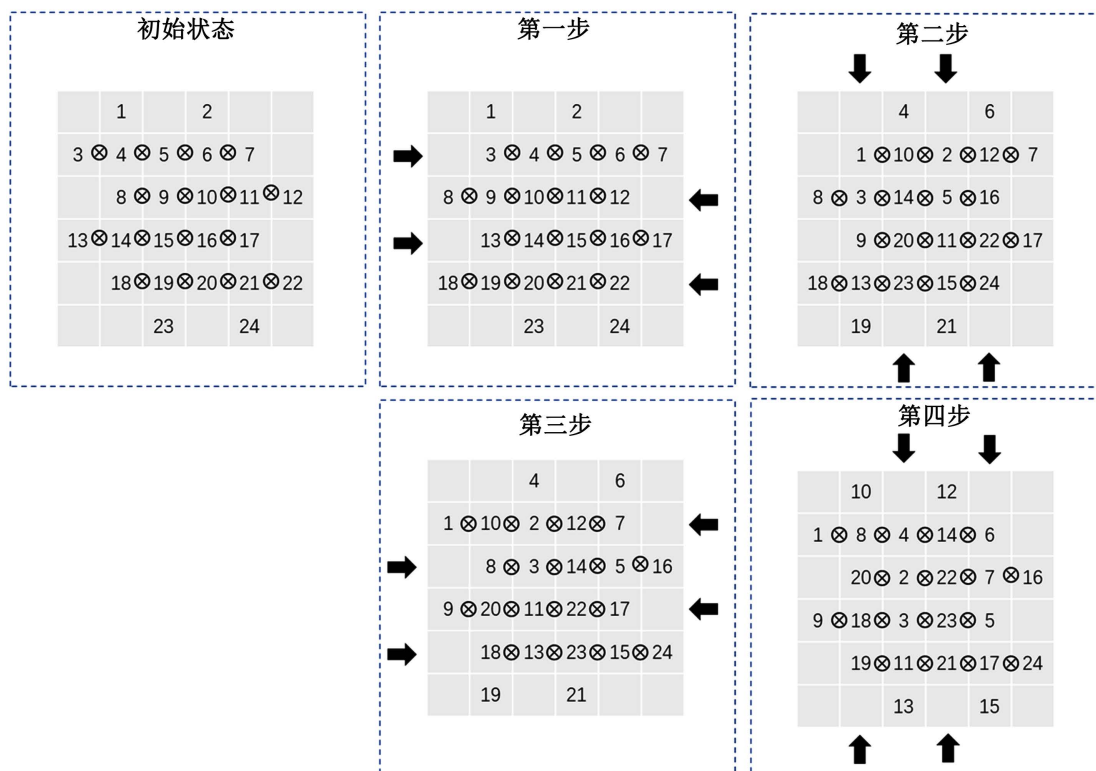 初始状态
1 2
3 ⊗ 4 ⊗ 5 ⊗ 6 ⊗ 7
8 ⊗ 9 ⊗ 10 ⊗ 11 ⊗ 12
13 ⊗ 14 ⊗ 15 ⊗ 16 ⊗ 17
18 ⊗ 19 ⊗ 20 ⊗ 21 ⊗ 22
23 24
第一步
1 2
3 ⊗ 4 ⊗ 5 ⊗ 6 ⊗ 7
8 ⊗ 9 ⊗ 10 ⊗ 11 ⊗ 12
13 ⊗ 14 ⊗ 15 ⊗ 16 ⊗ 17
18 ⊗ 19 ⊗ 20 ⊗ 21 ⊗ 22
23 24
第二步
4 6
1 ⊗ 10 ⊗ 2 ⊗ 12 ⊗ 7
8 ⊗ 3 ⊗ 14 ⊗ 5 ⊗ 16
9 ⊗ 20 ⊗ 11 ⊗ 22 ⊗ 17
18 ⊗ 13 ⊗ 23 ⊗ 15 ⊗ 24
19 21
第三步
4 6
1 ⊗ 10 ⊗ 2 ⊗ 12 ⊗ 7
8 ⊗ 3 ⊗ 14 ⊗ 5 ⊗ 16
9 ⊗ 20 ⊗ 11 ⊗ 22 ⊗ 17
18 ⊗ 13 ⊗ 23 ⊗ 15 ⊗ 24
19 21
第四步
10 12
1 ⊗ 8 ⊗ 4 ⊗ 14 ⊗ 6
20 ⊗ 2 ⊗ 22 ⊗ 7 ⊗ 16
9 ⊗ 18 ⊗ 3 ⊗ 23 ⊗ 5
19 ⊗ 11 ⊗ 21 ⊗ 17 ⊗ 24
13 15